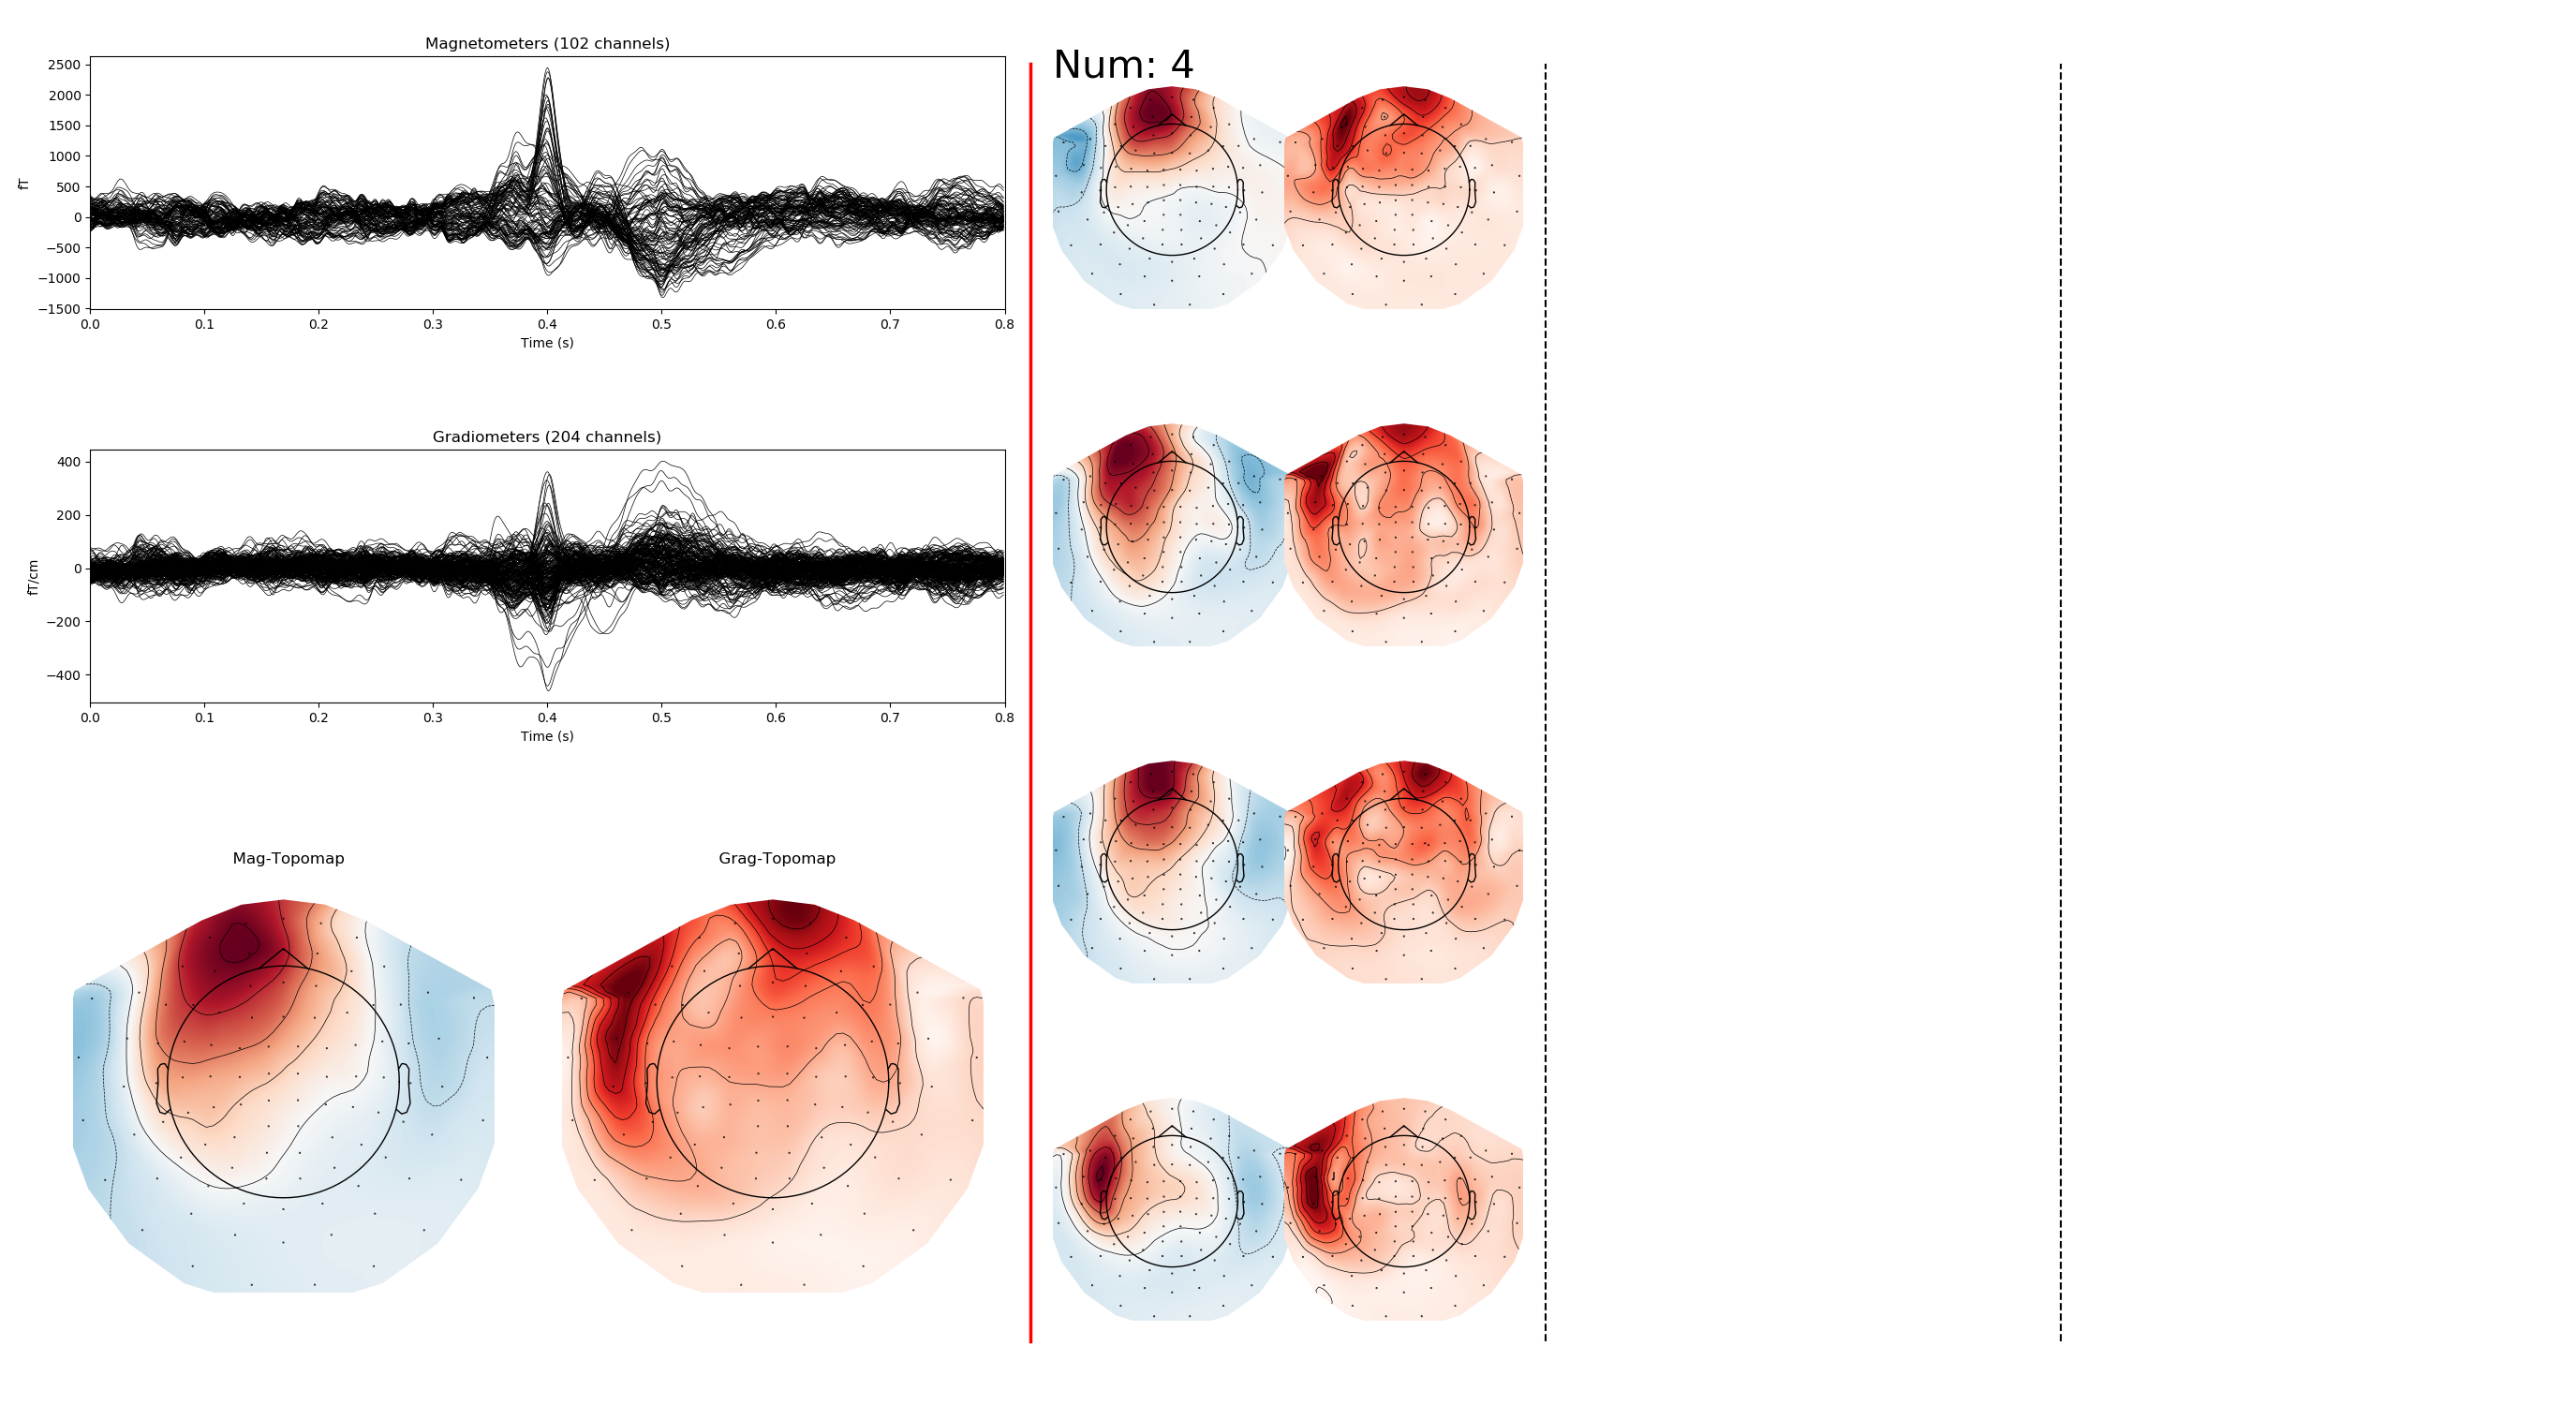 Magnetometers (102 channels)
2500
2000
1500
1000
500
0
−500
−1000
−1500
fT
0.0 0.1 0.2 0.3 0.4 0.5 0.6 0.7 0.8
Time (s)
Gradiometers (204 channels)
400
200
0
−200
−400
fT/cm
0.0 0.1 0.2 0.3 0.4 0.5 0.6 0.7 0.8
Time (s)
Mag-Topomap
Grag-Topomap
Num: 4